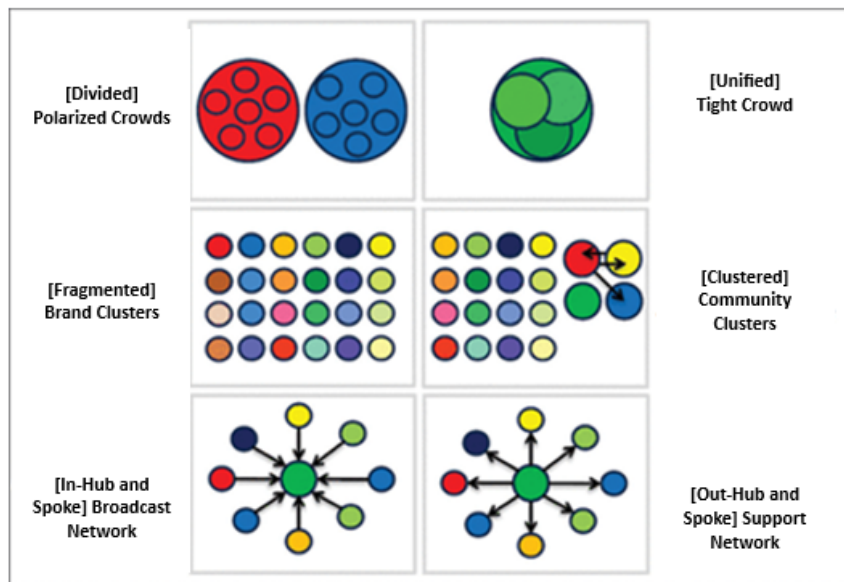 [Divided]
Polarized Crowds
[Unified]
Tight Crowd
[Fragmented]
Brand Clusters
[Clustered]
Community
Clusters
[In-Hub and
Spoke] Broadcast
Network
[Out-Hub and
Spoke] Support
Network